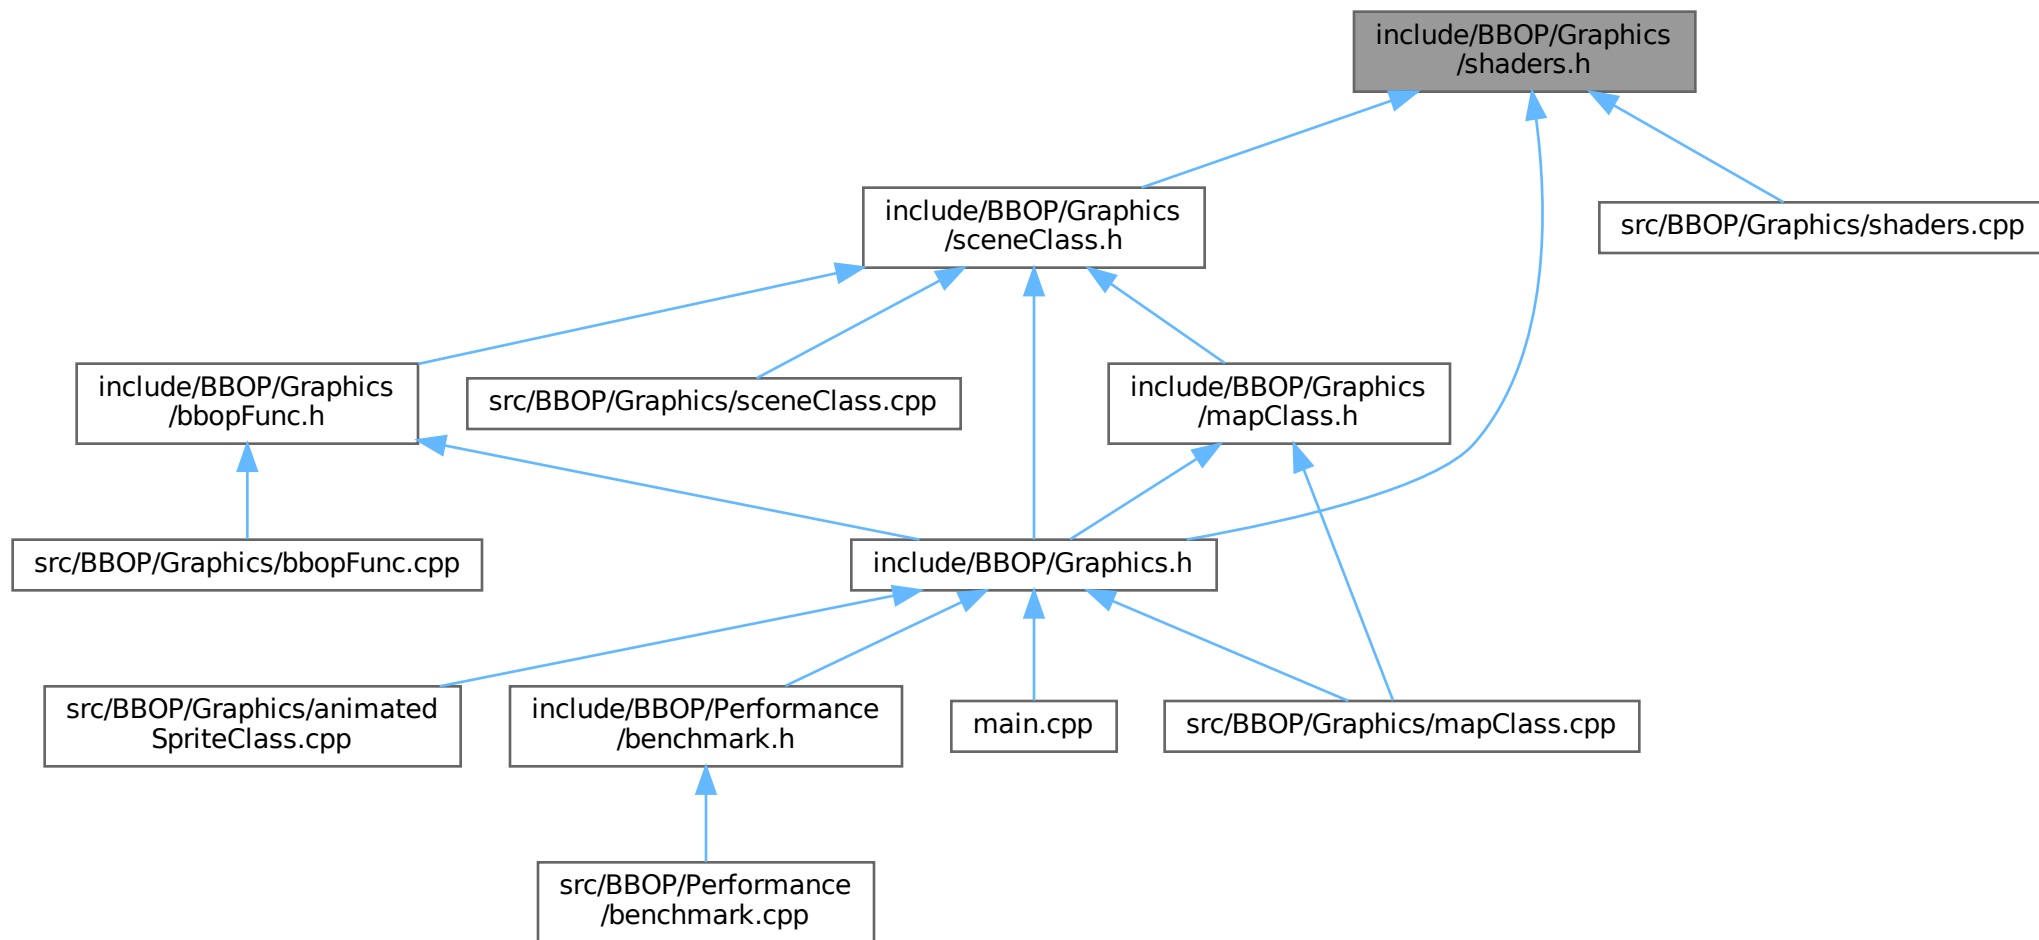 include/BBOP/Graphics
/shaders.h
include/BBOP/Graphics
/sceneClass.h
src/BBOP/Graphics/shaders.cpp
include/BBOP/Graphics
/bbopFunc.h
src/BBOP/Graphics/sceneClass.cpp
include/BBOP/Graphics
/mapClass.h
src/BBOP/Graphics/bbopFunc.cpp
include/BBOP/Graphics.h
src/BBOP/Graphics/animated
SpriteClass.cpp
include/BBOP/Performance
/benchmark.h
main.cpp
src/BBOP/Graphics/mapClass.cpp
src/BBOP/Performance
/benchmark.cpp